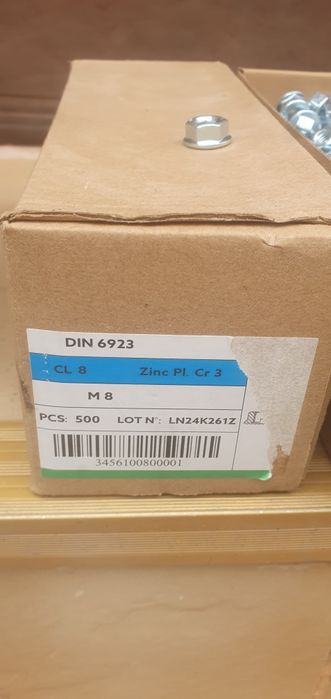 DIN 6923
CL 8 Zinc Pl. Cr 3
M 8
PCS: 500 LOT N°: LN24K261Z
3456100800001